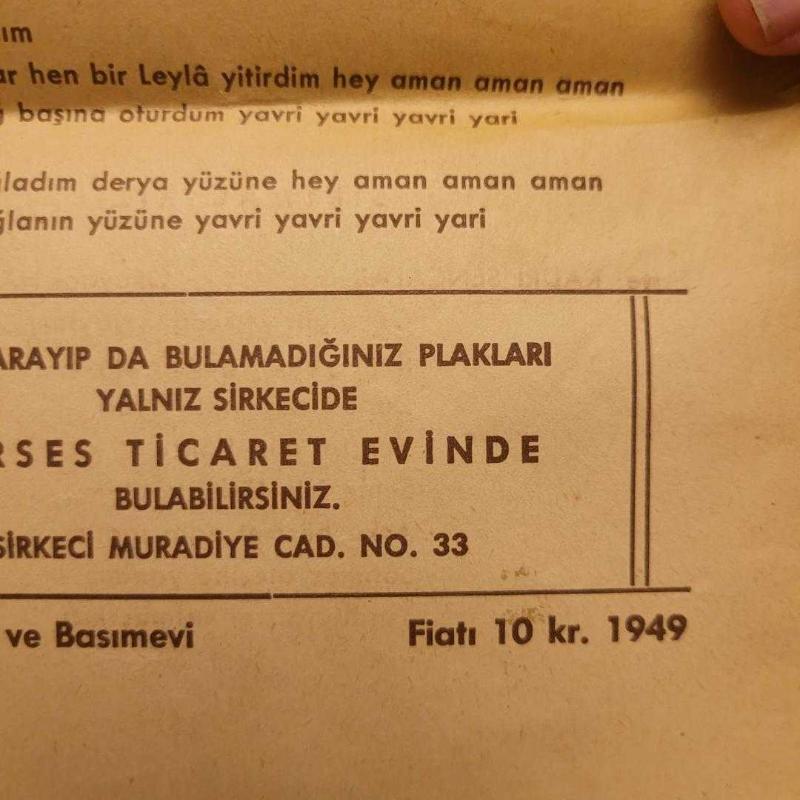 ım
ar hen bir Leylâ yitirdim hey aman aman aman
ğ başına oturdum yavri yavri yavri yari
ladım derya yüzüne hey aman aman aman
ğlanın yüzüne yavri yavri yavri yari
ARAYIP DA BULAMADIĞINIZ PLAKLARI
YALNIZ SİRKECİDE
RSES TİCARET EVİNDE
BULABİLİRSİNİZ.
SİRKECİ MURADİYE CAD. NO. 33
ve Basımevi Fiatı 10 kr. 1949